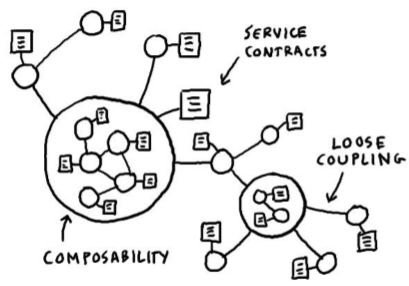 SERVICE
CONTRACTS
LOOSE
COUPLING
COMPOSABILITY